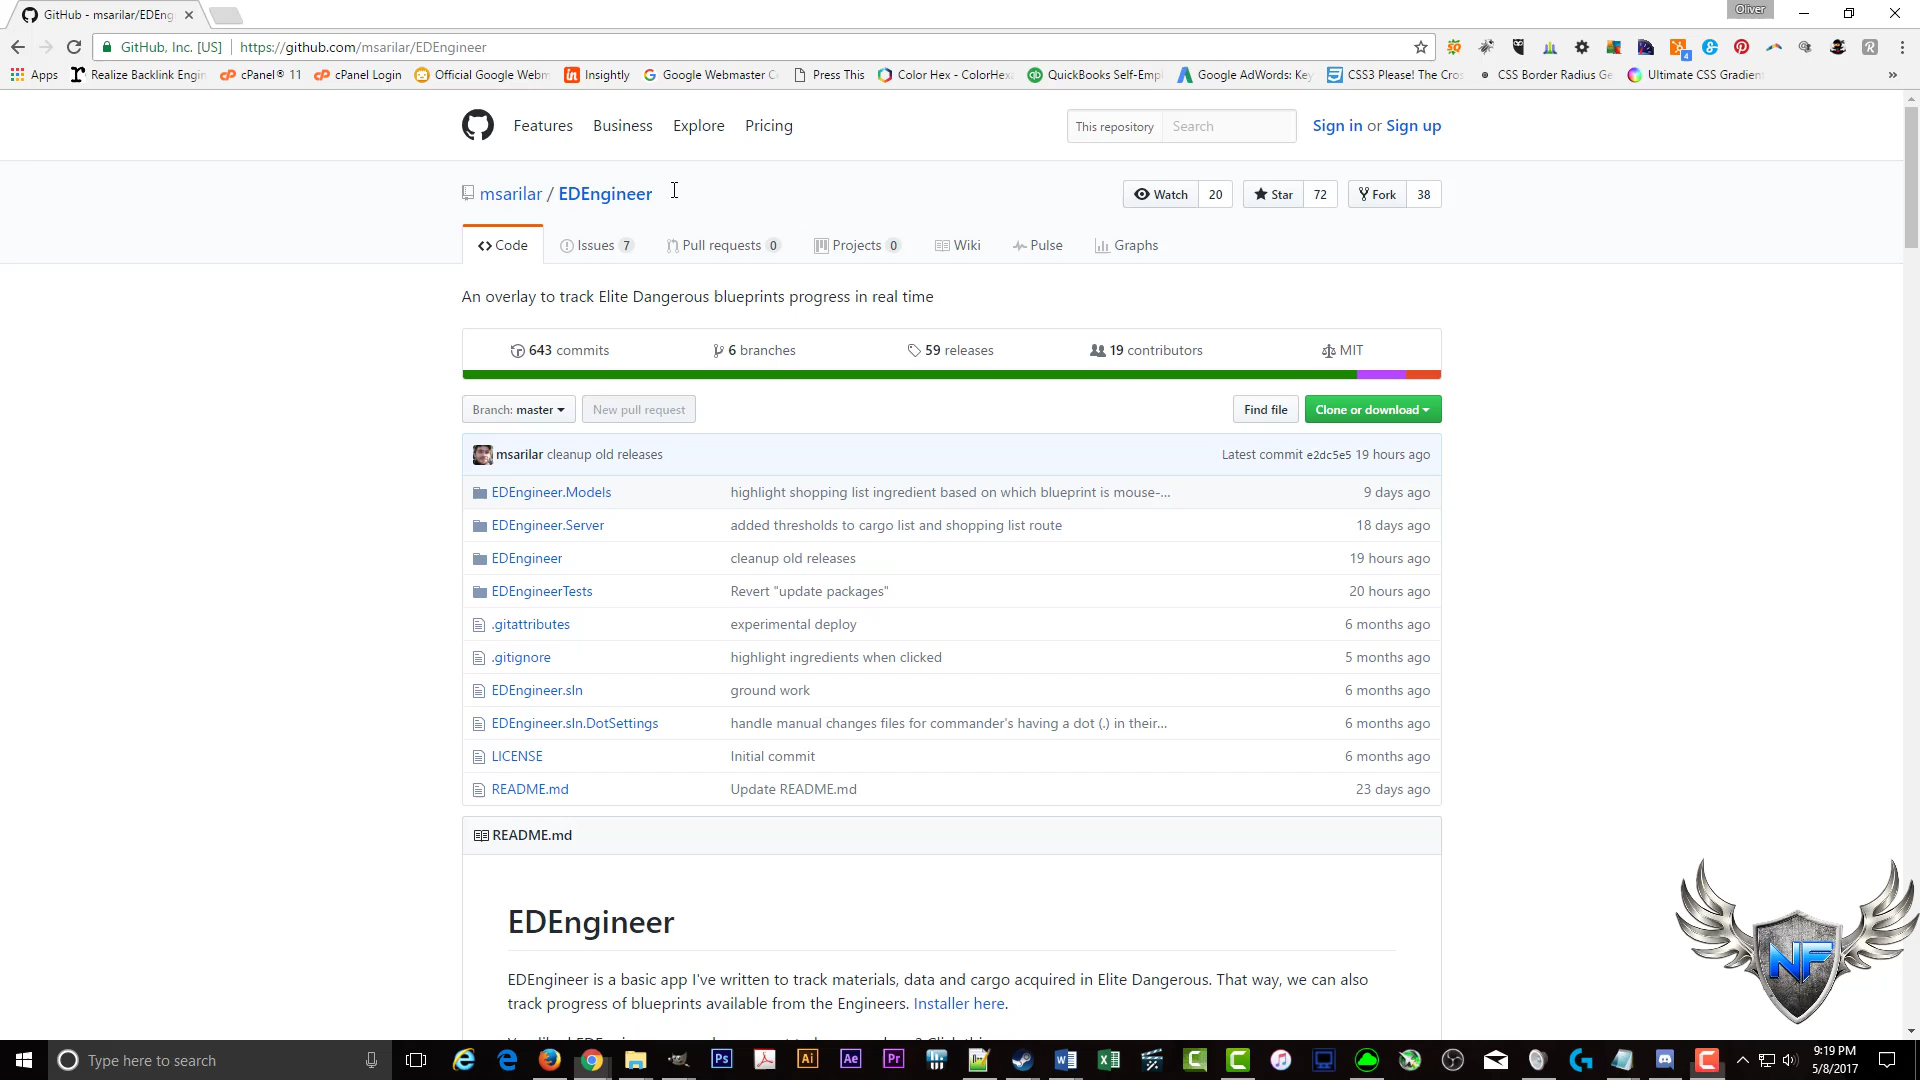 GitHub - msarilar/EDEng
Oliver
GitHub, Inc. [US] https://github.com/msarilar/EDEngineer
Apps Realize Backlink Engin cPanel® 11 cPanel Login Official Google Webm Insightly Google Webmaster C Press This Color Hex - ColorHexa QuickBooks Self-Empl Google AdWords: Key CSS3 Please! The Cros CSS Border Radius Ge Ultimate CSS Gradien »
Features Business Explore Pricing This repository Search Sign in or Sign up
msarilar / EDEngineer Watch 20 Star 72 Fork 38
Code Issues 7 Pull requests 0 Projects 0 Wiki Pulse Graphs
An overlay to track Elite Dangerous blueprints progress in real time
643 commits 6 branches 59 releases 19 contributors MIT
Branch: master New pull request Find file Clone or download
msarilar cleanup old releases Latest commit e2dc5e5 19 hours ago
EDEngineer.Models highlight shopping list ingredient based on which blueprint is mouse-... 9 days ago
EDEngineer.Server added thresholds to cargo list and shopping list route 18 days ago
EDEngineer cleanup old releases 19 hours ago
EDEngineerTests Revert "update packages" 20 hours ago
.gitattributes experimental deploy 6 months ago
.gitignore highlight ingredients when clicked 5 months ago
EDEngineer.sln ground work 6 months ago
EDEngineer.sln.DotSettings handle manual changes files for commander's having a dot (.) in their... 6 months ago
LICENSE Initial commit 6 months ago
README.md Update README.md 23 days ago
README.md
EDEngineer
EDEngineer is a basic app I've written to track materials, data and cargo acquired in Elite Dangerous. That way, we can also
track progress of blueprints available from the Engineers. Installer here.
NF
Type here to search
9:19 PM
5/8/2017